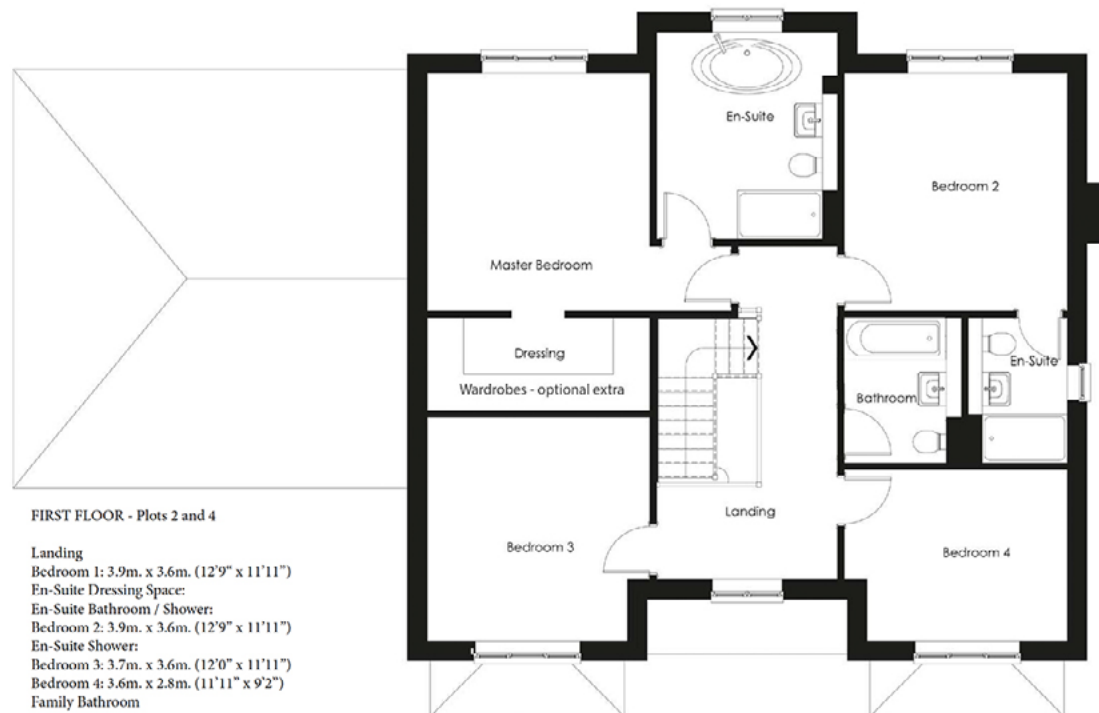 En-Suite
Bedroom 2
Master Bedroom
Dressing
Wardrobes - optional extra
En-Suite
Bathroom
Landing
Bedroom 3
Bedroom 4
FIRST FLOOR - Plots 2 and 4
Landing
Bedroom 1: 3.9m. x 3.6m. (12'9" x 11'11")
En-Suite Dressing Space:
En-Suite Bathroom / Shower:
Bedroom 2: 3.9m. x 3.6m. (12'9" x 11'11")
En-Suite Shower:
Bedroom 3: 3.7m. x 3.6m. (12'0" x 11'11")
Bedroom 4: 3.6m. x 2.8m. (11'11" x 9'2")
Family Bathroom